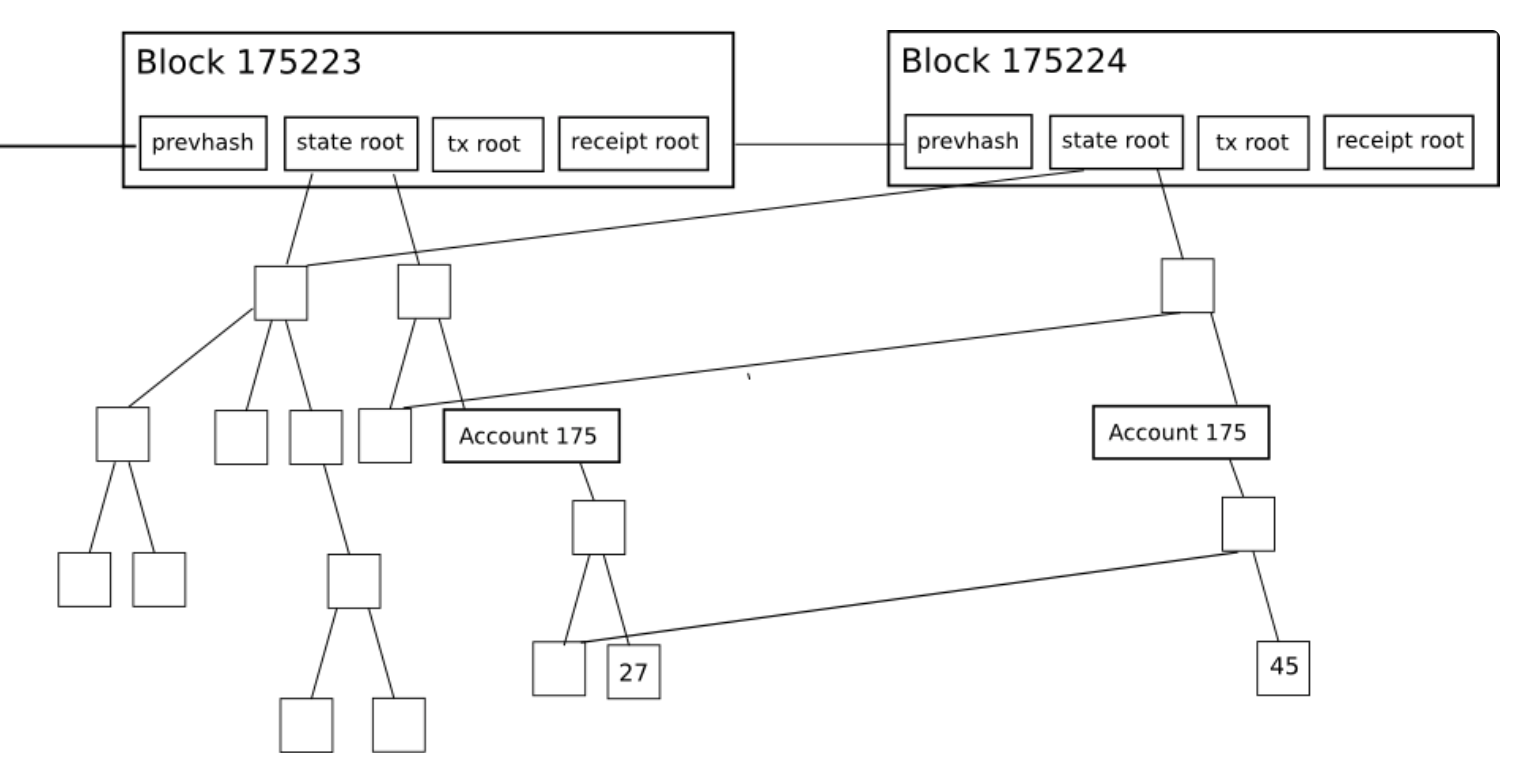 Block 175223
prevhash
state root
tx root
receipt root
Block 175224
prevhash
state root
tx root
receipt root
Account 175
27
Account 175
45